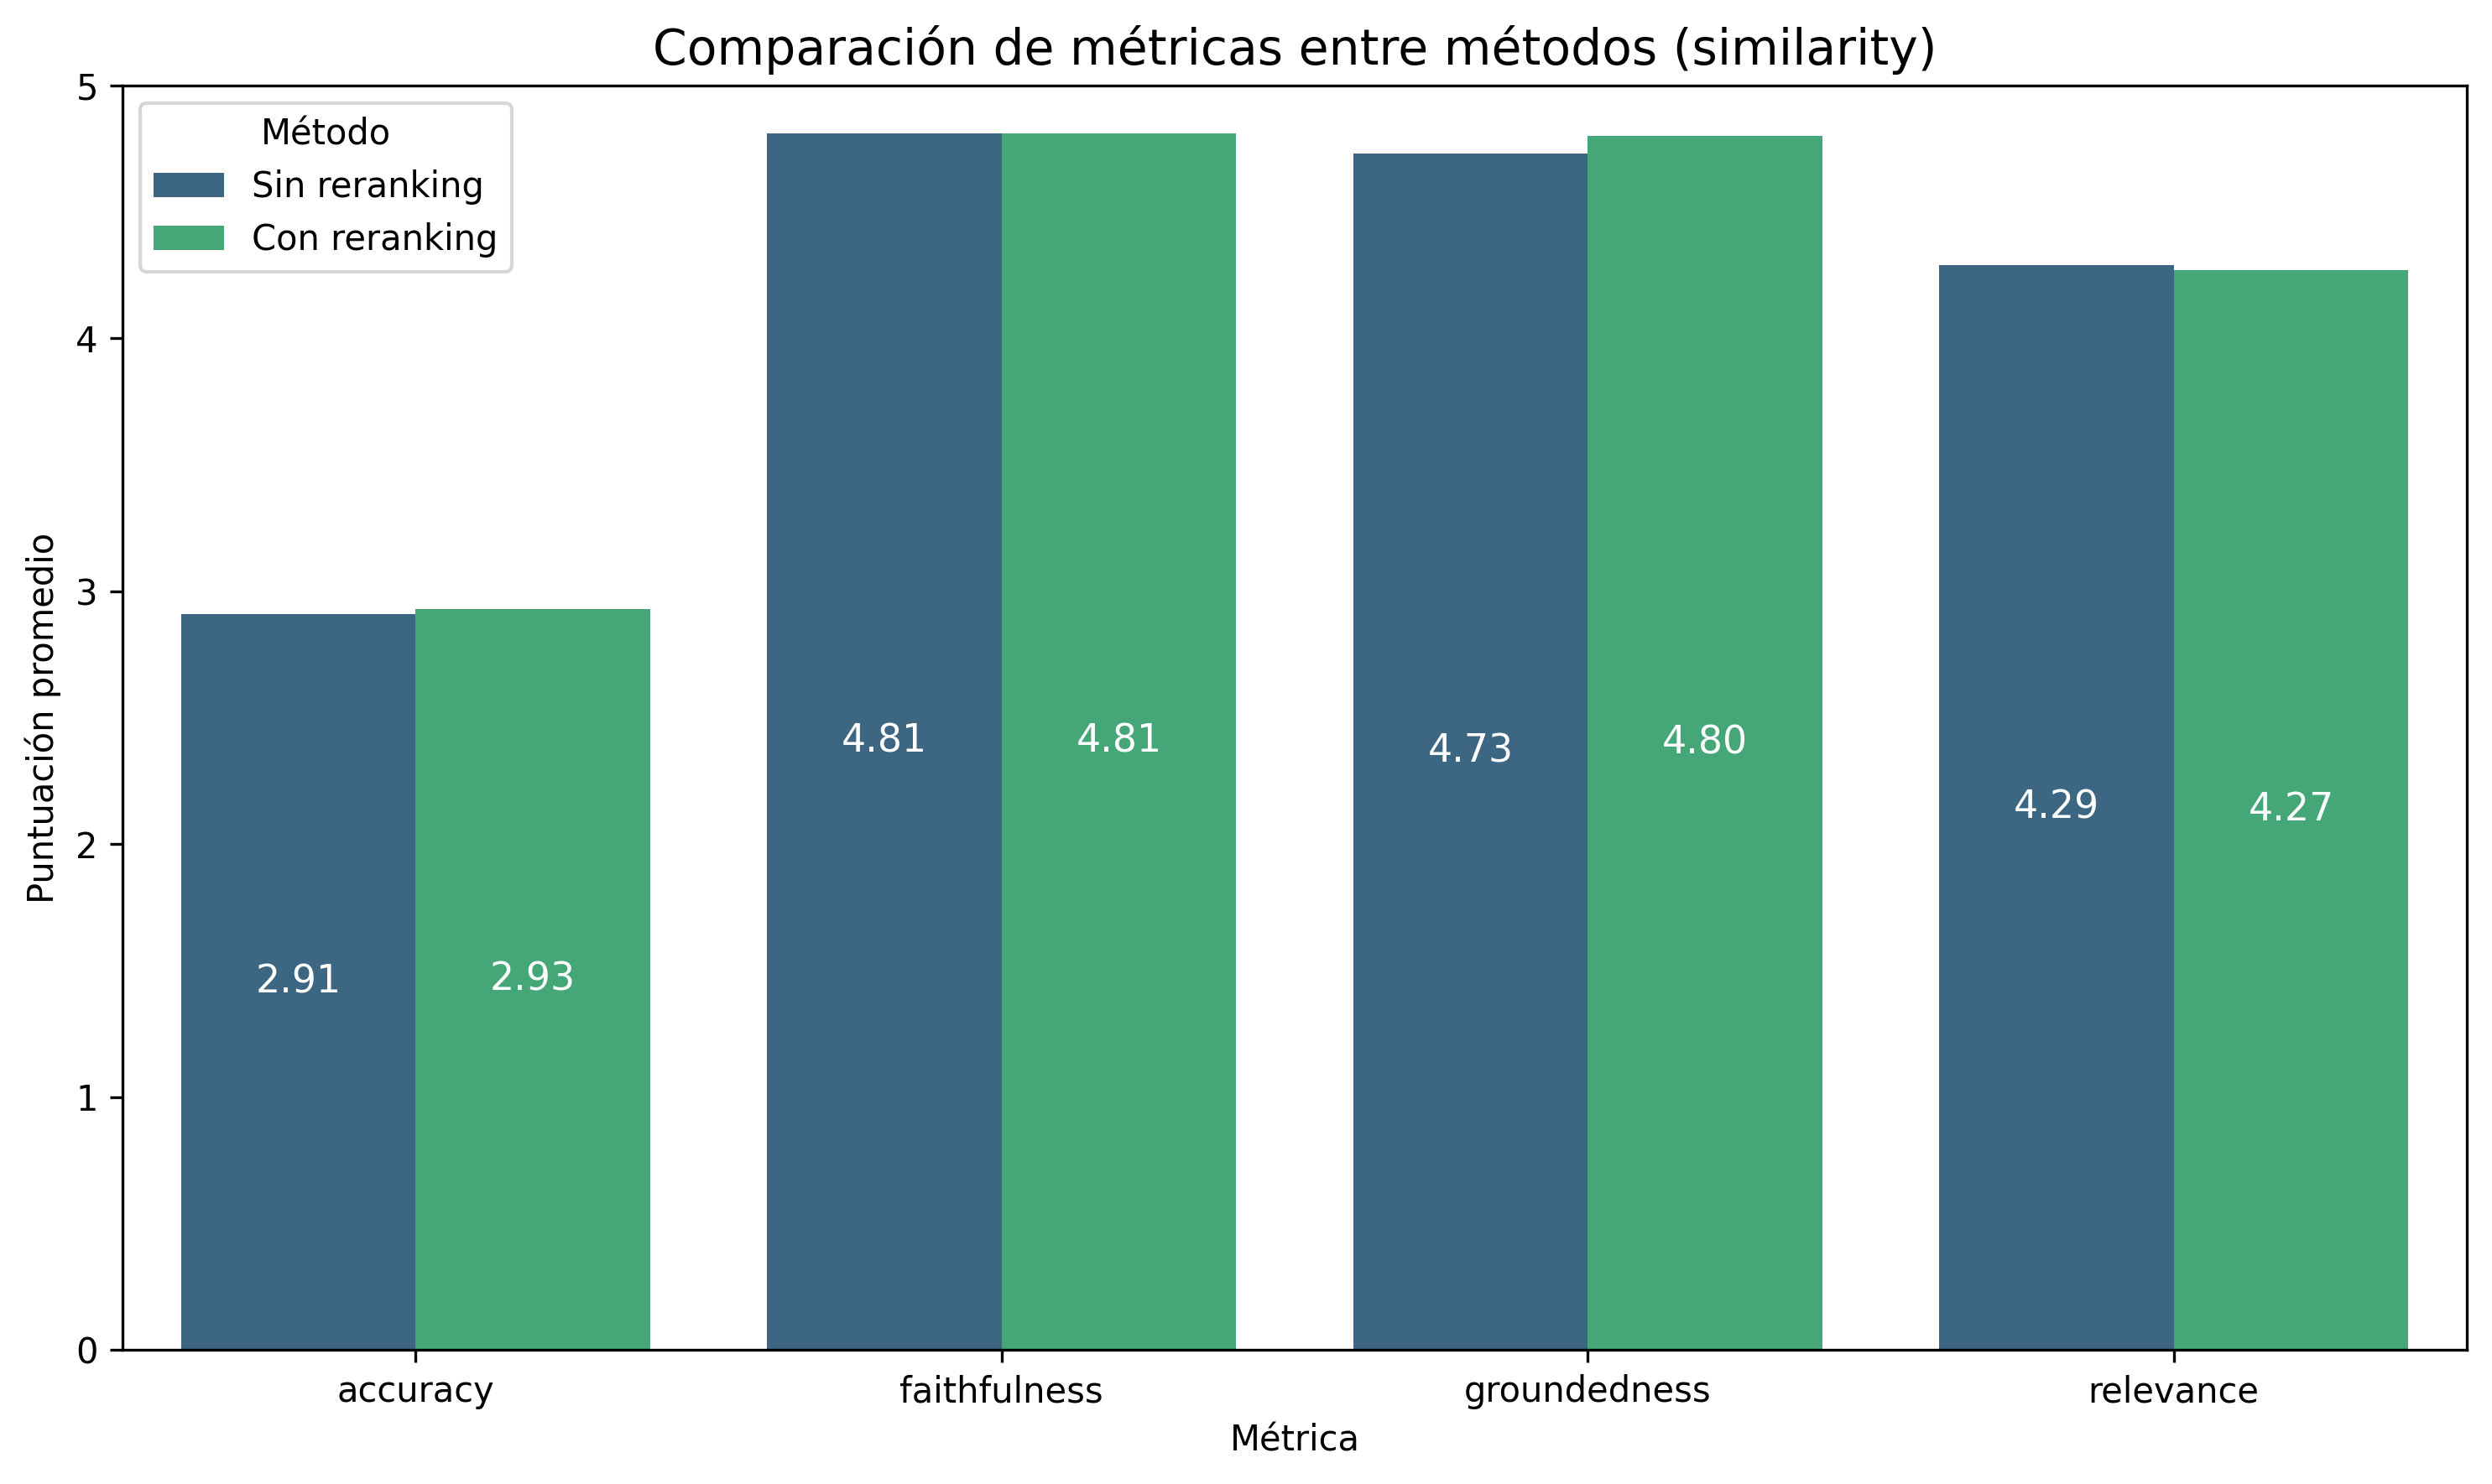 Comparación de métricas entre métodos (similarity)
Método
Sin reranking
Con reranking
Puntuación promedio
5
4
3
2
1
0
2.91
2.93
4.81
4.81
4.73
4.80
4.29
4.27
accuracy
faithfulness
groundedness
relevance
Métrica